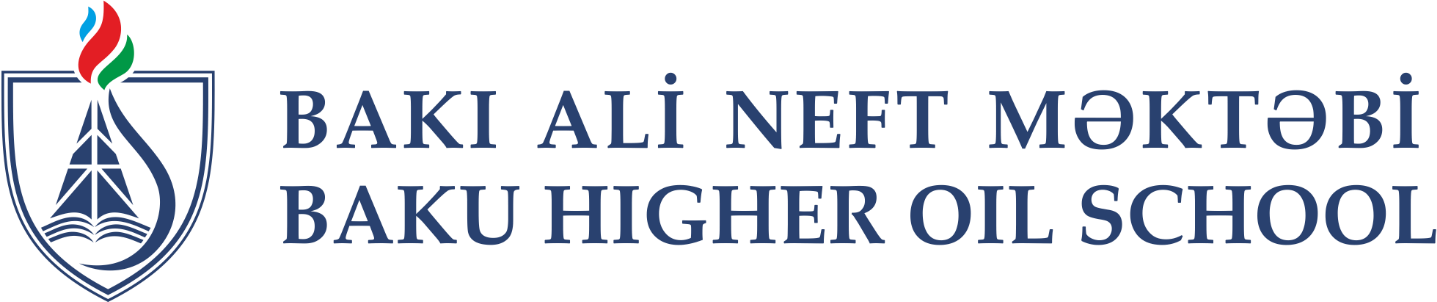 BAKI ALİ NEFT MƏKTƏBİ
BAKU HIGHER OIL SCHOOL